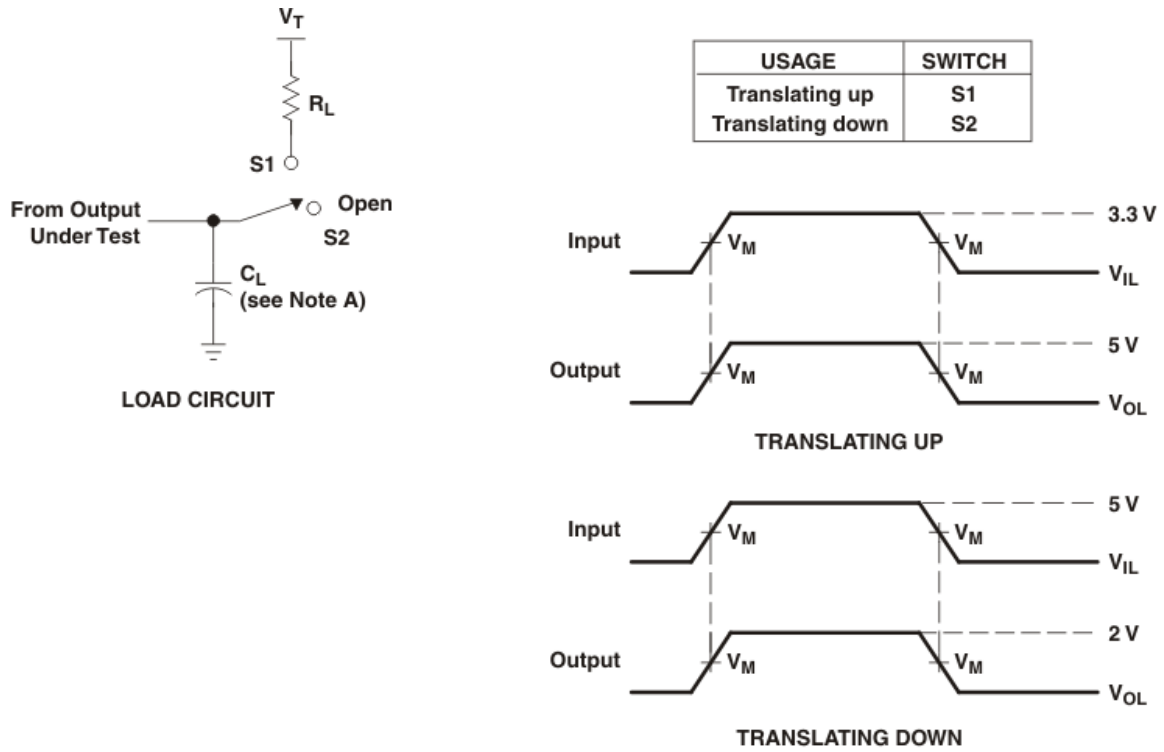 V_T
R_L
S1
From Output
Under Test
Open
S2
C_L
(see Note A)
LOAD CIRCUIT
USAGE SWITCH
Translating up S1
Translating down S2
3.3 V
Input V_M V_M
V_IL
5 V
Output V_M V_M
V_OL
TRANSLATING UP
5 V
Input V_M V_M
V_IL
2 V
Output V_M V_M
V_OL
TRANSLATING DOWN